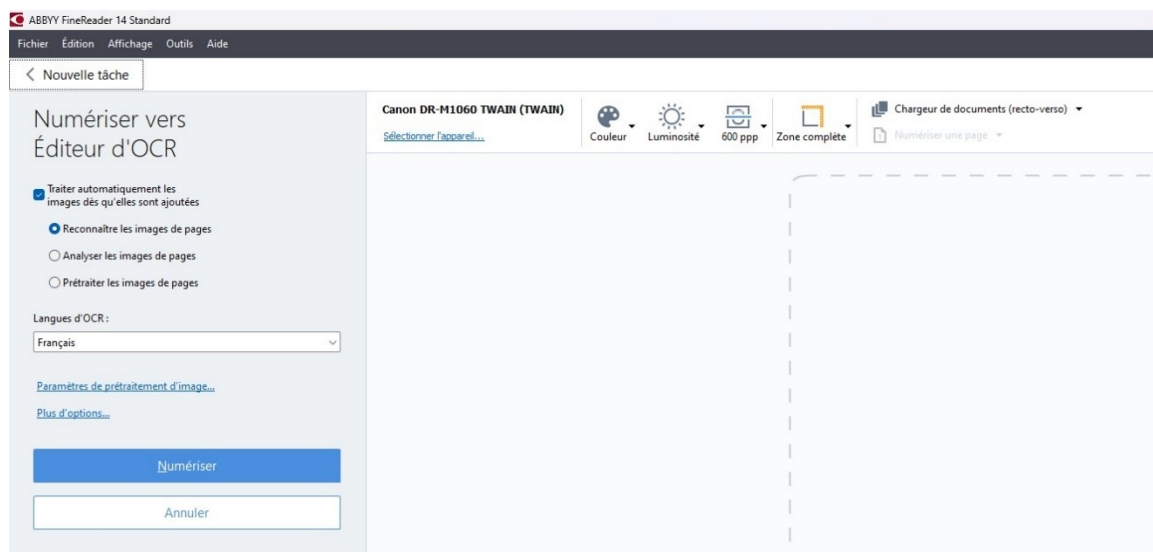 ABBYY FineReader 14 Standard
Fichier Édition Affichage Outils Aide
Nouvelle tâche
Numériser vers
Éditeur d'OCR
Traiter automatiquement les
images dès qu'elles sont ajoutées
Reconnaître les images de pages
Analyser les images de pages
Prétraiter les images de pages
Langues d'OCR :
Français
Paramètres de prétraitement d'image...
Plus d'options...
Numériser
Annuler
Canon DR-M1060 TWAIN (TWAIN)
Sélectionner l'appareil...
Couleur
Luminosité
600 ppp
Zone complète
Chargeur de documents (recto-verso)
Numériser une page